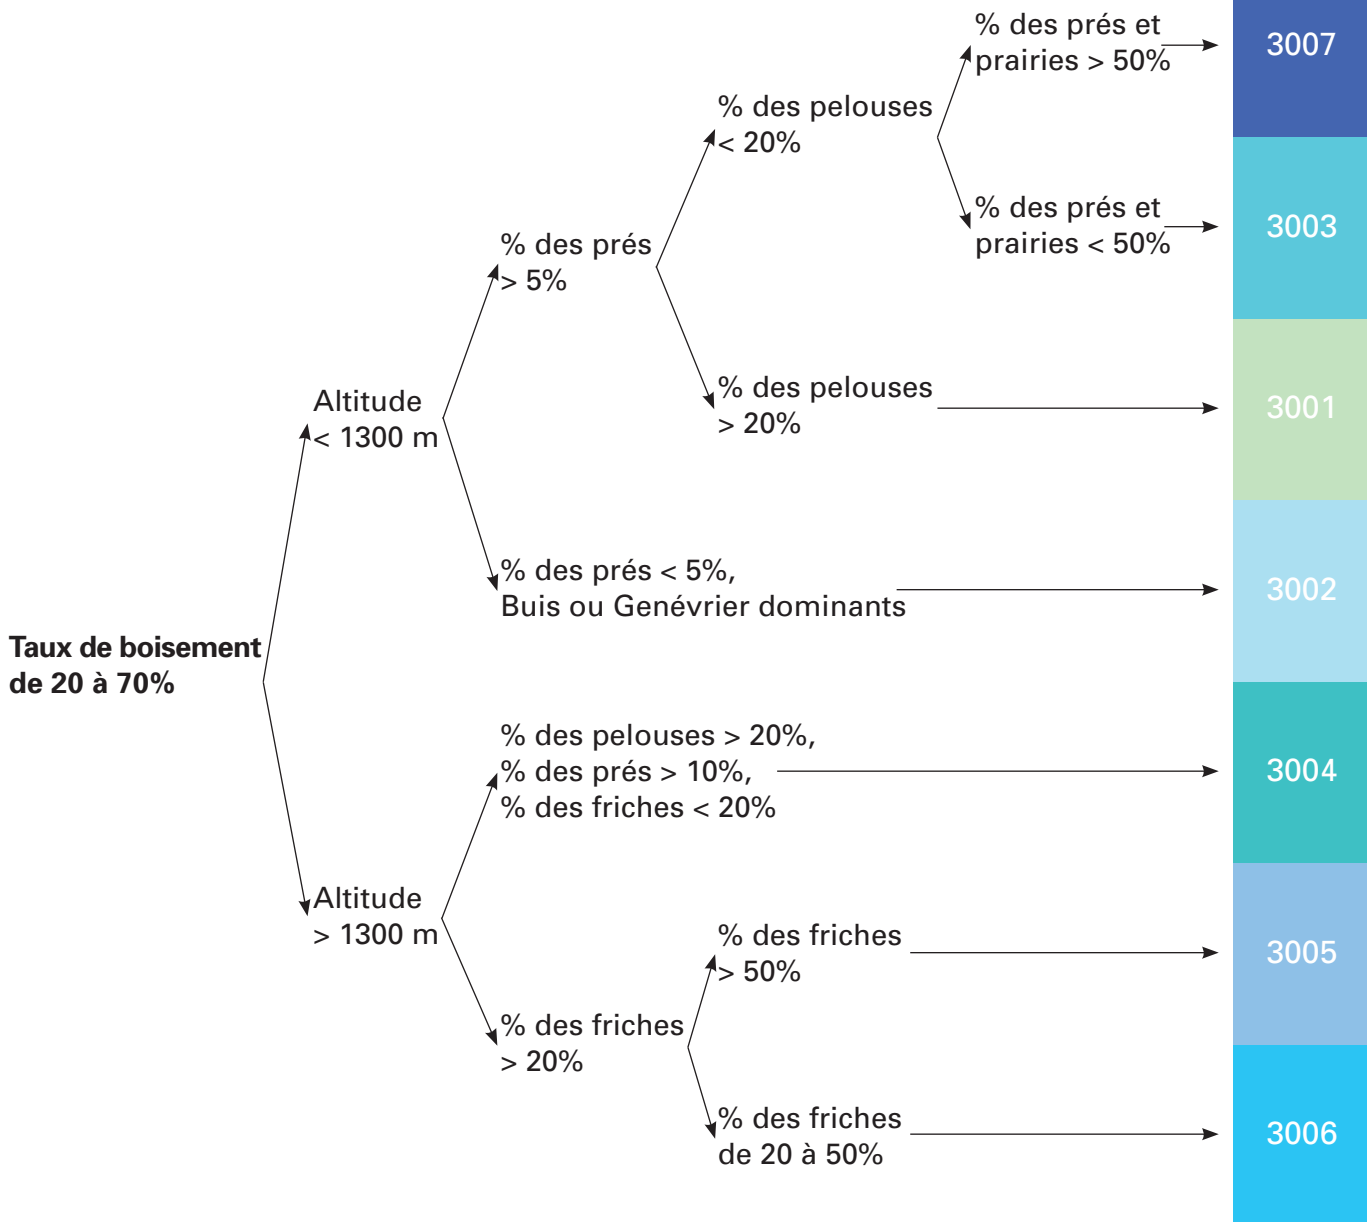 % des prés et
prairies > 50%
3007
% des pelouses
< 20%
% des prés et
prairies < 50%
3003
% des prés
> 5%
% des pelouses
> 20%
3001
Altitude
< 1300 m
% des prés < 5%,
Buis ou Genévrier dominants
3002
Taux de boisement
de 20 à 70%
% des pelouses > 20%,
% des prés > 10%,
% des friches < 20%
3004
Altitude
> 1300 m
% des friches
> 50%
3005
% des friches
> 20%
% des friches
de 20 à 50%
3006